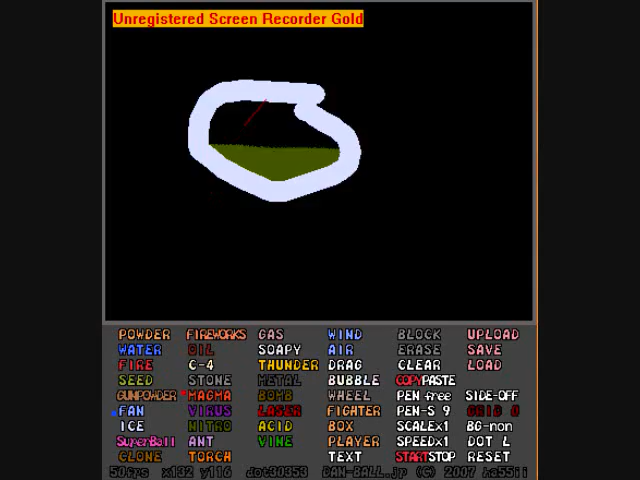 Unregistered Screen Recorder Gold
POWDER FIREWORKS GAS WIND BLOCK UPLOAD
WATER OIL SOAPY AIR ERASE SAVE
FIRE C-4 THUNDER DRAG CLEAR LOAD
SEED STONE METAL BUBBLE COPYPASTE
GUNPOWDER MAGMA BOMB WHEEL PEN free SIDE-OFF
FAN VIRUS LASER FIGHTER PEN-S 9 GRID 0
ICE NITRO ACID BOX SCALEx1 BG-non
SuperBall ANT VINE PLAYER SPEEDx1 DOT L
CLONE TORCH TEXT STARTSTOP RESET
50fps x132 y116 dot30353 DAN-BALL.jp (C) 2007 ha55ii